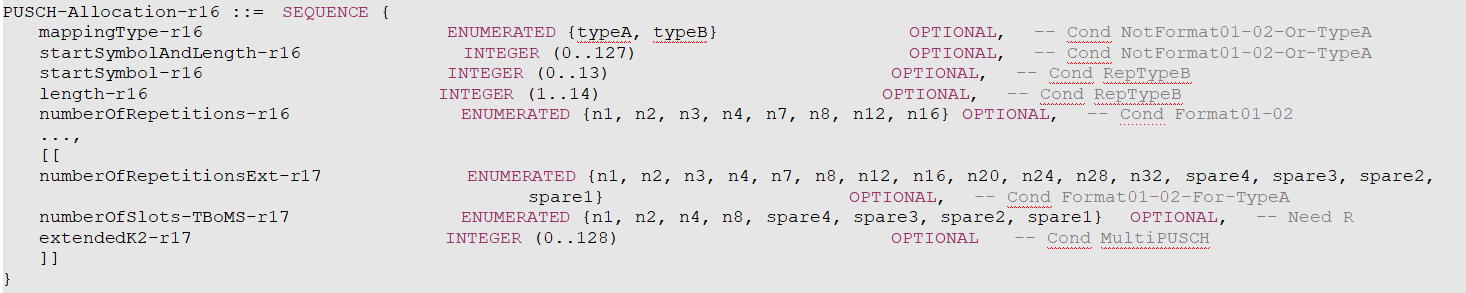 PUSCH-Allocation-r16 ::= SEQUENCE {
mappingType-r16 ENUMERATED {typeA, typeB} OPTIONAL, -- Cond NotFormat01-02-Or-TypeA
startSymbolAndLength-r16 INTEGER (0..127) OPTIONAL, -- Cond NotFormat01-02-Or-TypeA
startSymbol-r16 INTEGER (0..13) OPTIONAL, -- Cond RepTypeB
length-r16 INTEGER (1..14) OPTIONAL, -- Cond RepTypeB
numberOfRepetitions-r16 ENUMERATED {n1, n2, n3, n4, n7, n8, n12, n16} OPTIONAL, -- Cond Format01-02
...,
[[
numberOfRepetitionsExt-r17 ENUMERATED {n1, n2, n3, n4, n7, n8, n12, n16, n20, n24, n28, n32, spare4, spare3, spare2,
spare1} OPTIONAL, -- Cond Format01-02-For-TypeA
numberOfSlots-TBoMS-r17 ENUMERATED {n1, n2, n4, n8, spare4, spare3, spare2, spare1} OPTIONAL, -- Need R
extendedK2-r17 INTEGER (0..128) OPTIONAL -- Cond MultiPUSCH
]]
}